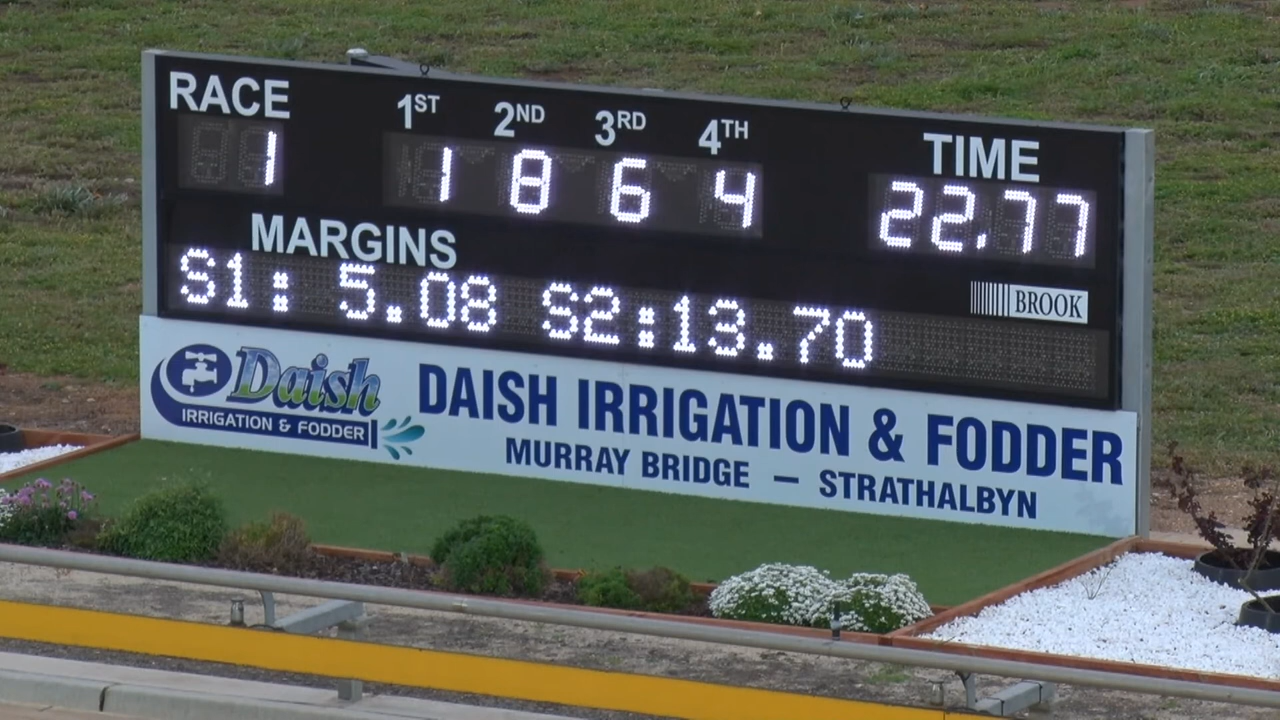 RACE 1ST 2ND 3RD 4TH TIME
1 1 8 6 4 22.77
MARGINS
S1: 5.08 S2:13.70
BROOK
Daish
IRRIGATION & FODDER
DAISH IRRIGATION & FODDER
MURRAY BRIDGE — STRATHALBYN